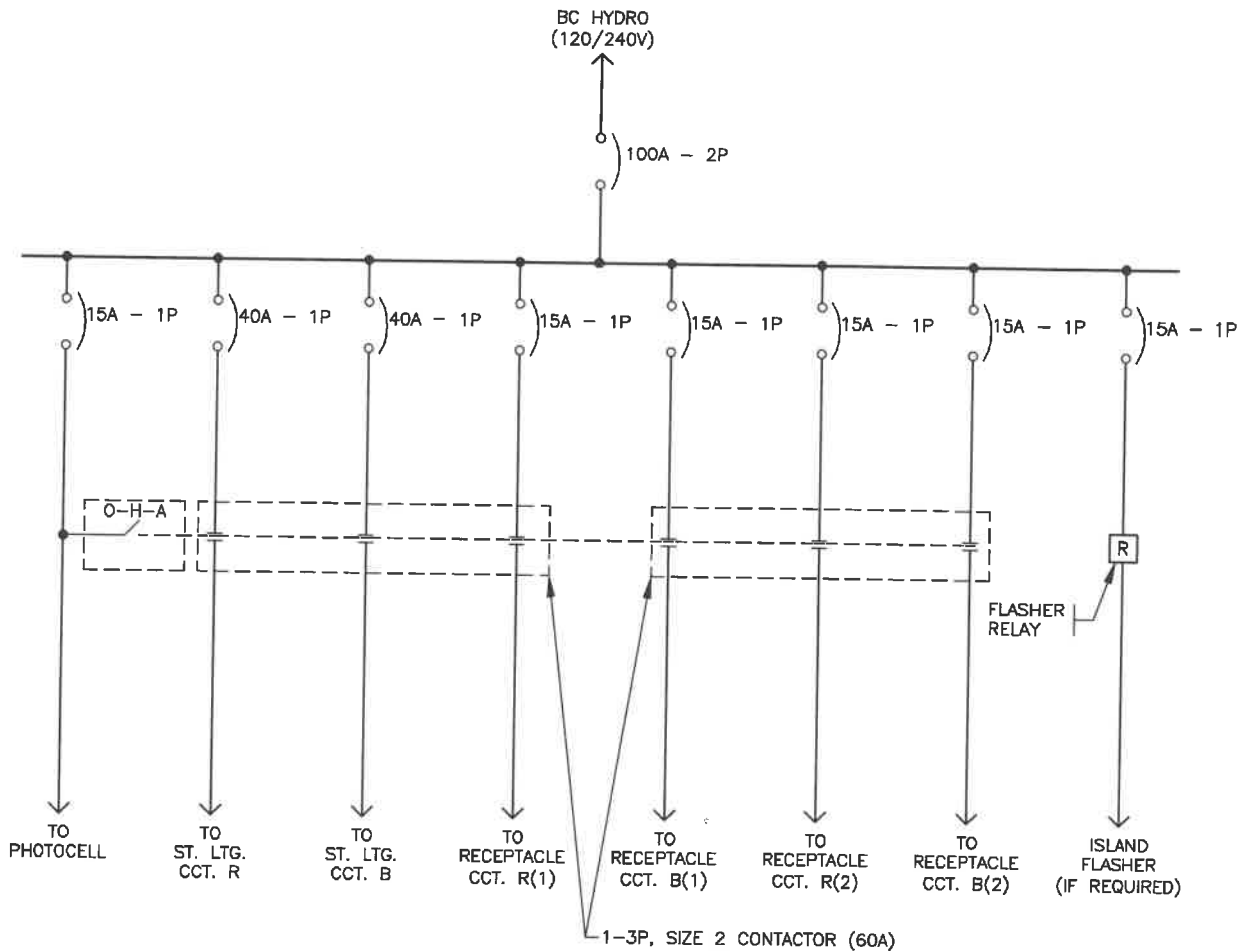 BC HYDRO
(120/240V)
100A - 2P
15A - 1P
40A - 1P
40A - 1P
15A - 1P
15A - 1P
15A - 1P
15A - 1P
15A - 1P
O-H-A
R
FLASHER
RELAY
TO
PHOTOCELL
TO
ST. LTG.
CCT. R
TO
ST. LTG.
CCT. B
TO
RECEPTACLE
CCT. R(1)
TO
RECEPTACLE
CCT. B(1)
TO
RECEPTACLE
CCT. R(2)
TO
RECEPTACLE
CCT. B(2)
ISLAND
FLASHER
(IF REQUIRED)
1-3P, SIZE 2 CONTACTOR (60A)